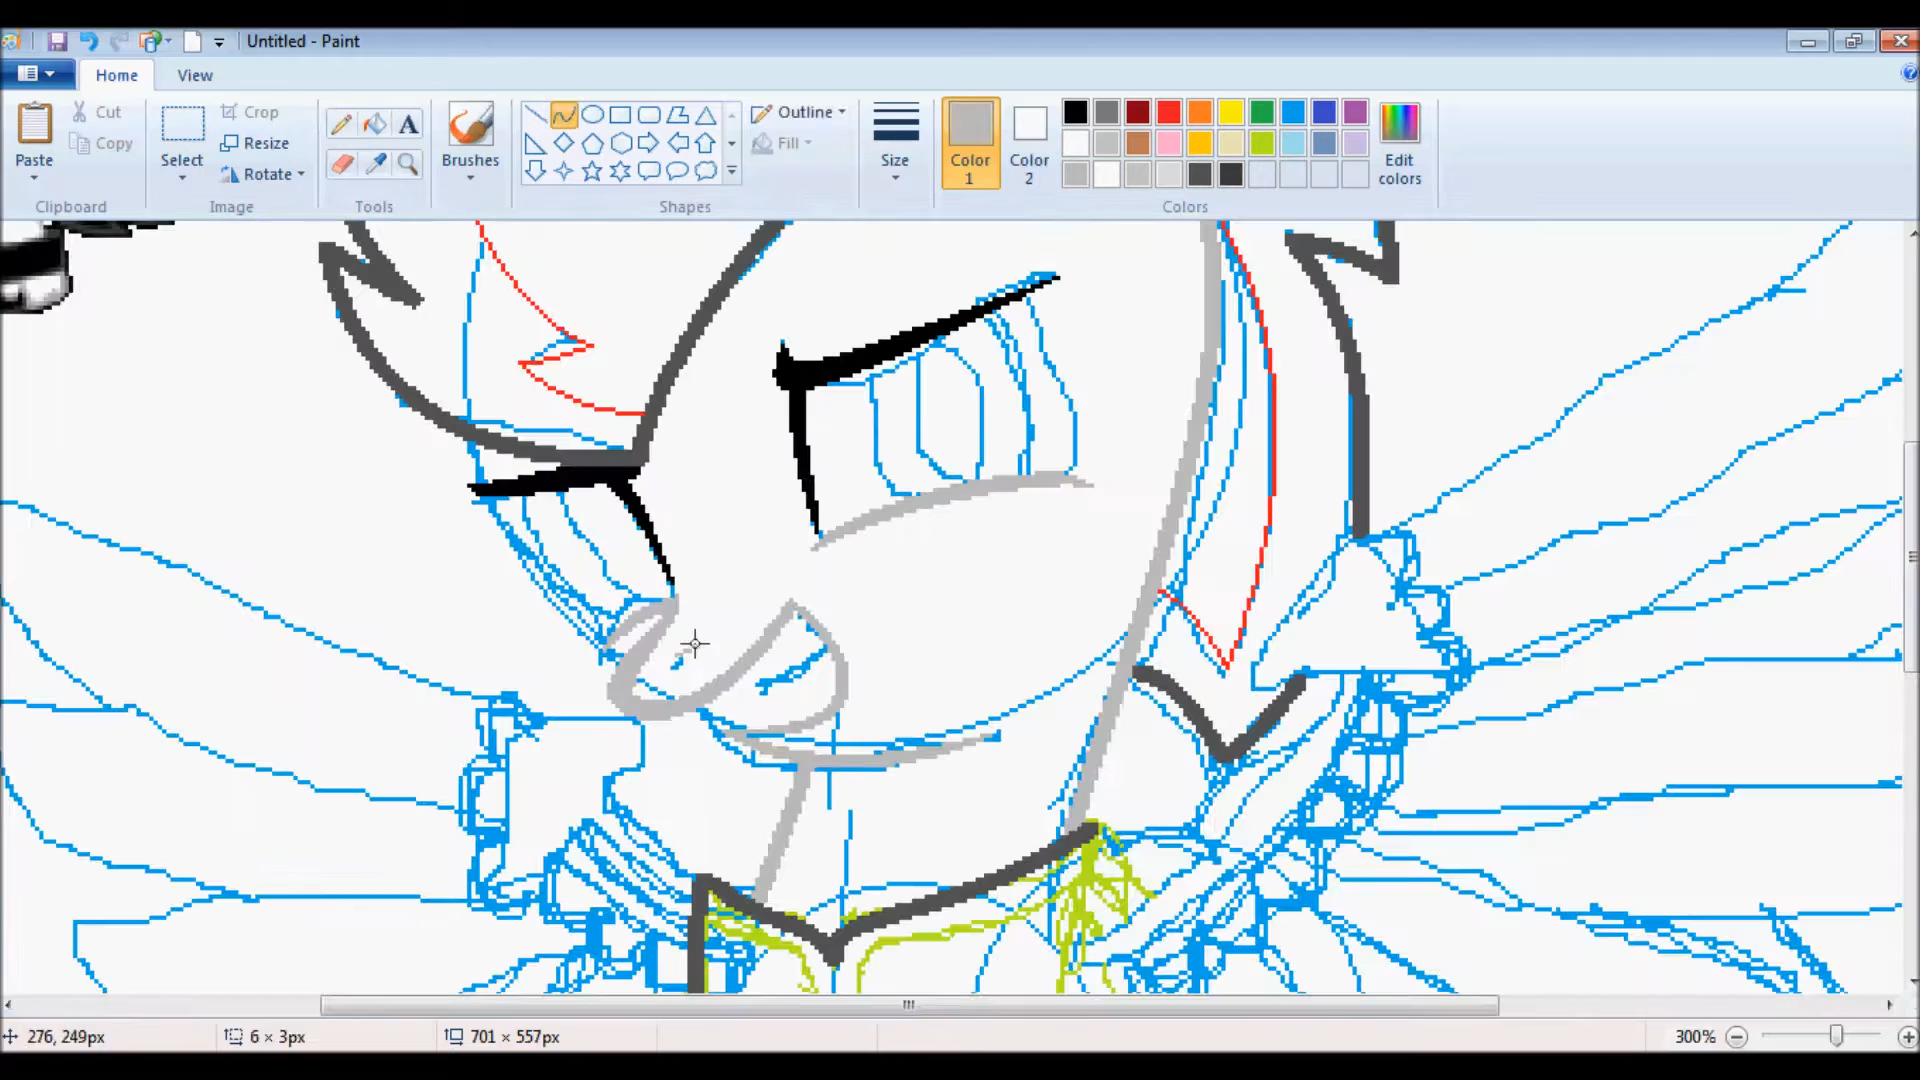 Untitled - Paint
Home View
Paste
Cut
Copy
Clipboard
Select
Crop
Resize
Rotate
Image
A
Tools
Brushes
Outline
Fill
Shapes
Size
Color 1
Color 2
Edit colors
Colors
276, 249px
6 × 3px
701 × 557px
300%